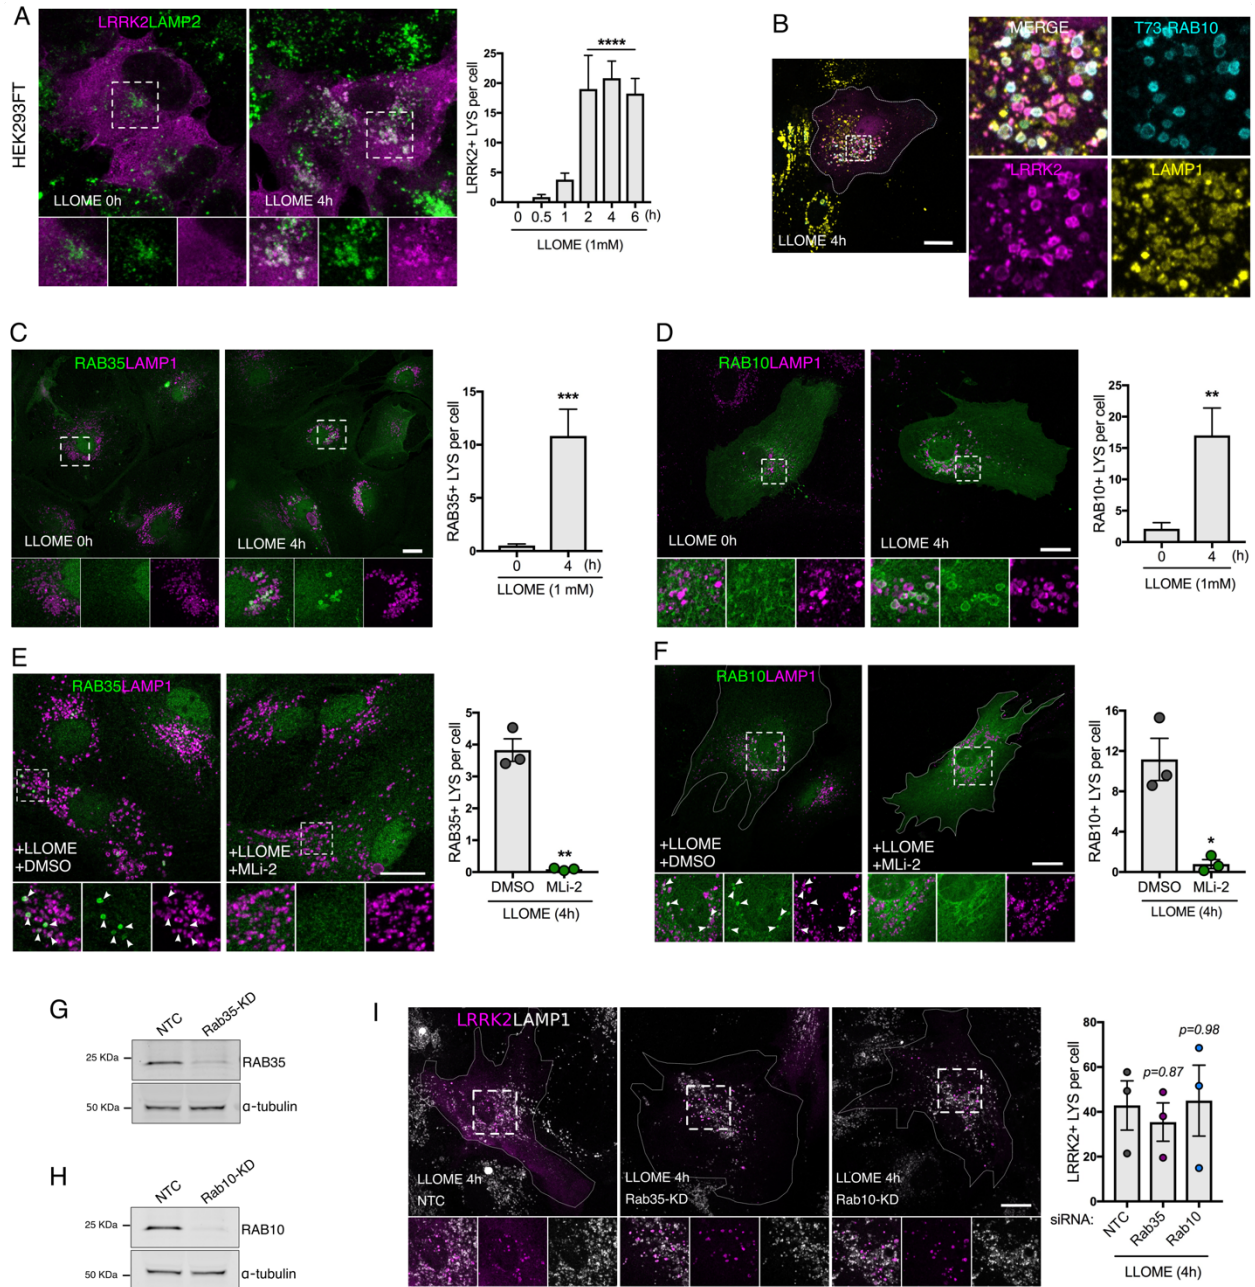 A
LRRK2LAMP2
HEK293FT
LLOME 0h
LLOME 4h
LRRK2+ LYS per cell
25
20
15
10
5
0
****
0 0.5 1 2 4 6 (h)
LLOME (1mM)
B
LLOME 4h
MERGE
T73-RAB10
LRRK2
LAMP1
C
RAB35LAMP1
LLOME 0h
LLOME 4h
RAB35+ LYS per cell
15
10
5
0
***
0 4 (h)
LLOME (1 mM)
D
RAB10LAMP1
LLOME 0h
LLOME 4h
RAB10+ LYS per cell
25
20
15
10
5
0
**
0 4 (h)
LLOME (1mM)
E
RAB35LAMP1
+LLOME
+DMSO
+LLOME
+MLi-2
RAB35+ LYS per cell
5
4
3
2
1
0
**
DMSO MLi-2
LLOME (4h)
F
RAB10LAMP1
+LLOME
+DMSO
+LLOME
+MLi-2
RAB10+ LYS per cell
16
12
8
4
0
*
DMSO MLi-2
LLOME (4h)
G
NTC Rab35-KD
25 KDa
RAB35
50 KDa
α-tubulin
H
NTC Rab10-KD
25 KDa
RAB10
50 KDa
α-tubulin
I
LRRK2LAMP1
LLOME 4h
NTC
LLOME 4h
Rab35-KD
LLOME 4h
Rab10-KD
LRRK2+ LYS per cell
80
60
40
20
0
p=0.87
p=0.98
siRNA: NTC Rab35 Rab10
LLOME (4h)